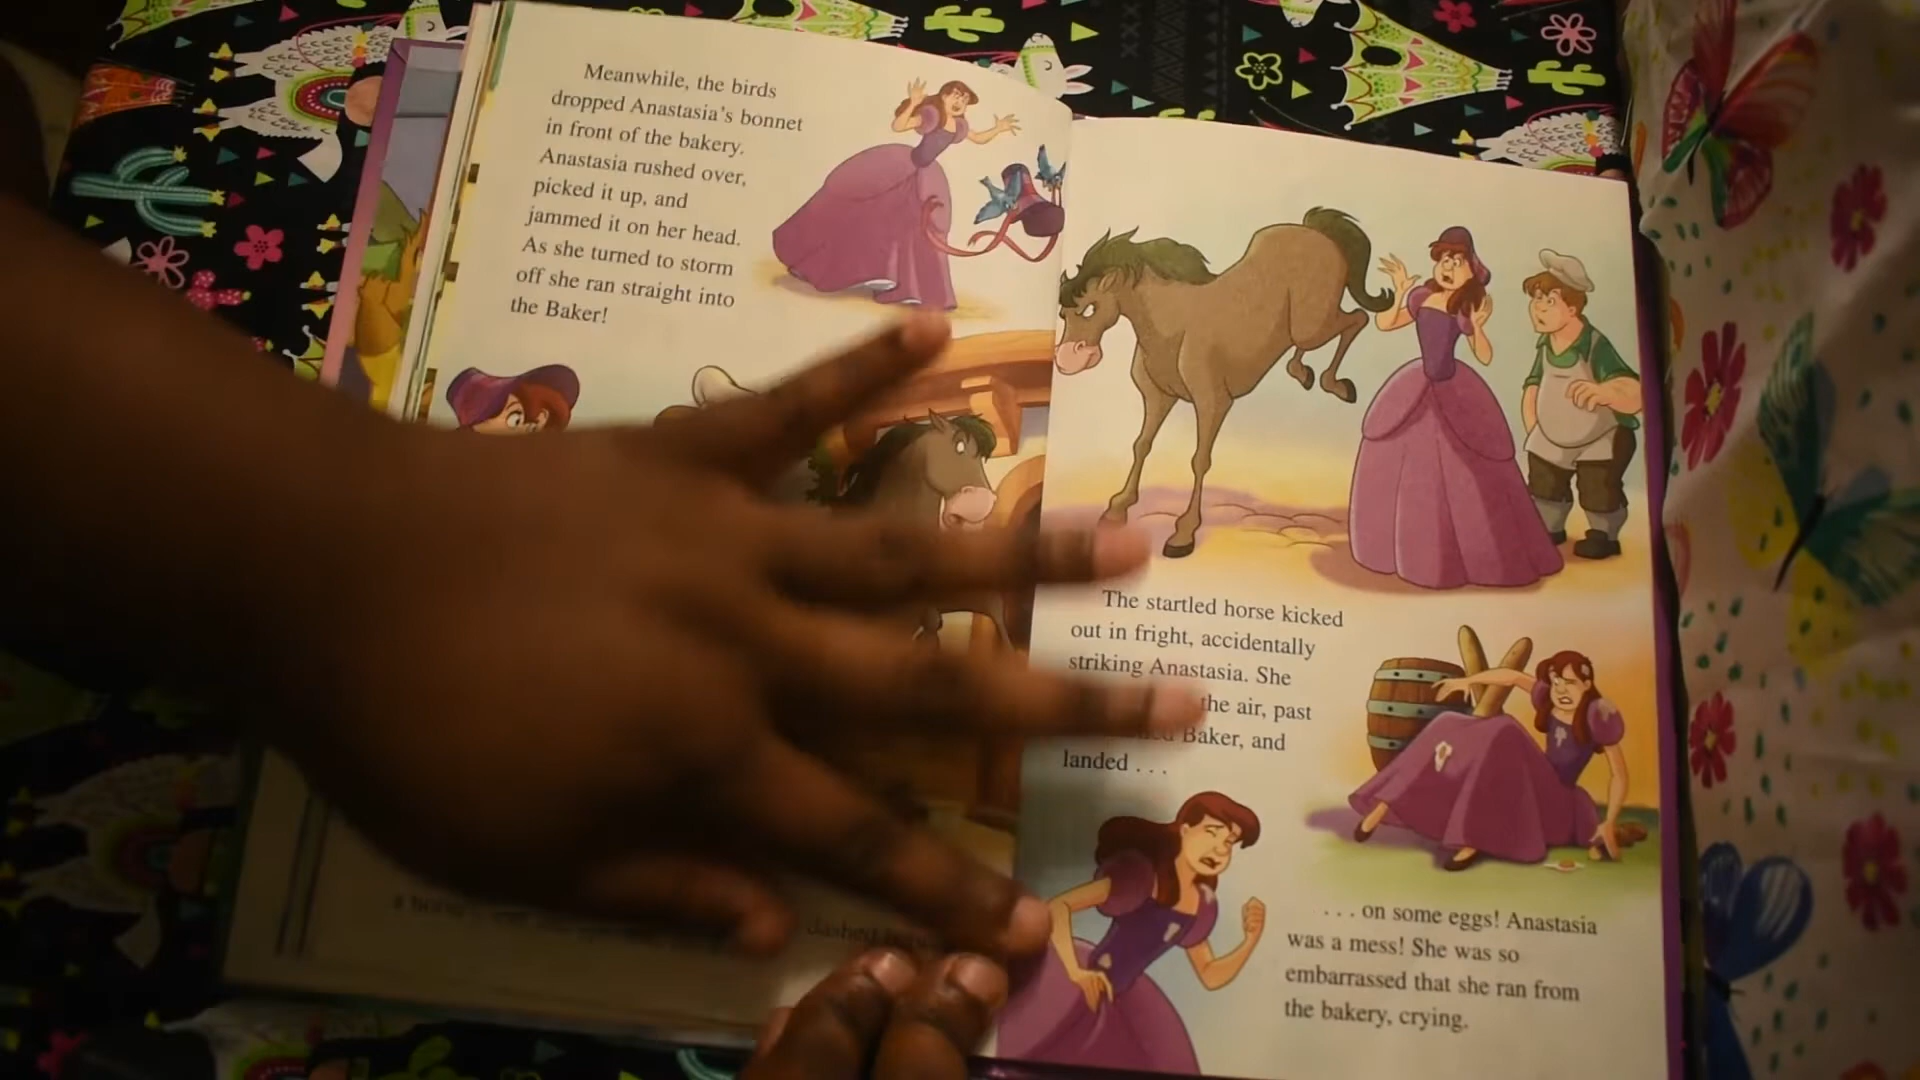 Meanwhile, the birds
dropped Anastasia's bonnet
in front of the bakery.
Anastasia rushed over,
picked it up, and
jammed it on her head.
As she turned to storm
off she ran straight into
the Baker!
dashed
The startled horse kicked
out in fright, accidentally
striking Anastasia. She
the air, past
Baker, and
landed . . .
. . . on some eggs! Anastasia
was a mess! She was so
embarrassed that she ran from
the bakery, crying.